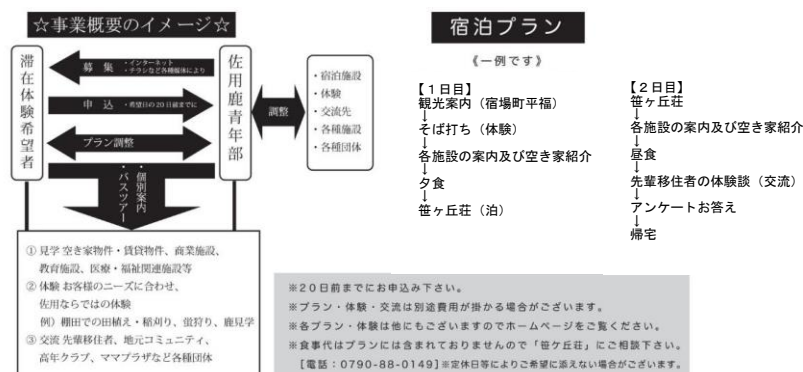 ☆事業概要のイメージ☆
滞在体験希望者
募 集 ・インターネット
・チラシなど各種媒体により
申 込 ・希望日の20日前までに
プラン調整
佐用鹿青年部
調整
・宿泊施設
・体験
・交流先
・各種施設
・各種団体
・個別案内
・バスツアー
① 見学 空き家物件・賃貸物件、商業施設、
教育施設、医療・福祉関連施設等
② 体験 お客様のニーズに合わせ、
佐用ならではの体験
例）棚田での田植え・稲刈り、蛍狩り、鹿見学
③ 交流 先輩移住者、地元コミュニティ、
高年クラブ、ママプラザなど各種団体
宿泊プラン
《一例です》
【１日目】
観光案内（宿場町平福）
↓
そば打ち（体験）
↓
各施設の案内及び空き家紹介
↓
夕食
↓
笹ヶ丘荘（泊）
【２日目】
笹ヶ丘荘
↓
各施設の案内及び空き家紹介
↓
昼食
↓
先輩移住者の体験談（交流）
↓
アンケートお答え
↓
帰宅
※20日前までにお申込み下さい。
※プラン・体験・交流は別途費用が掛かる場合がございます。
※各プラン・体験は他にもございますのでホームページをご覧ください。
※食事代はプランには含まれておりませんので「笹ケ丘荘」にご相談下さい。
［電話：0790-88-0149］※定休日等によりご希望に添えない場合がございます。